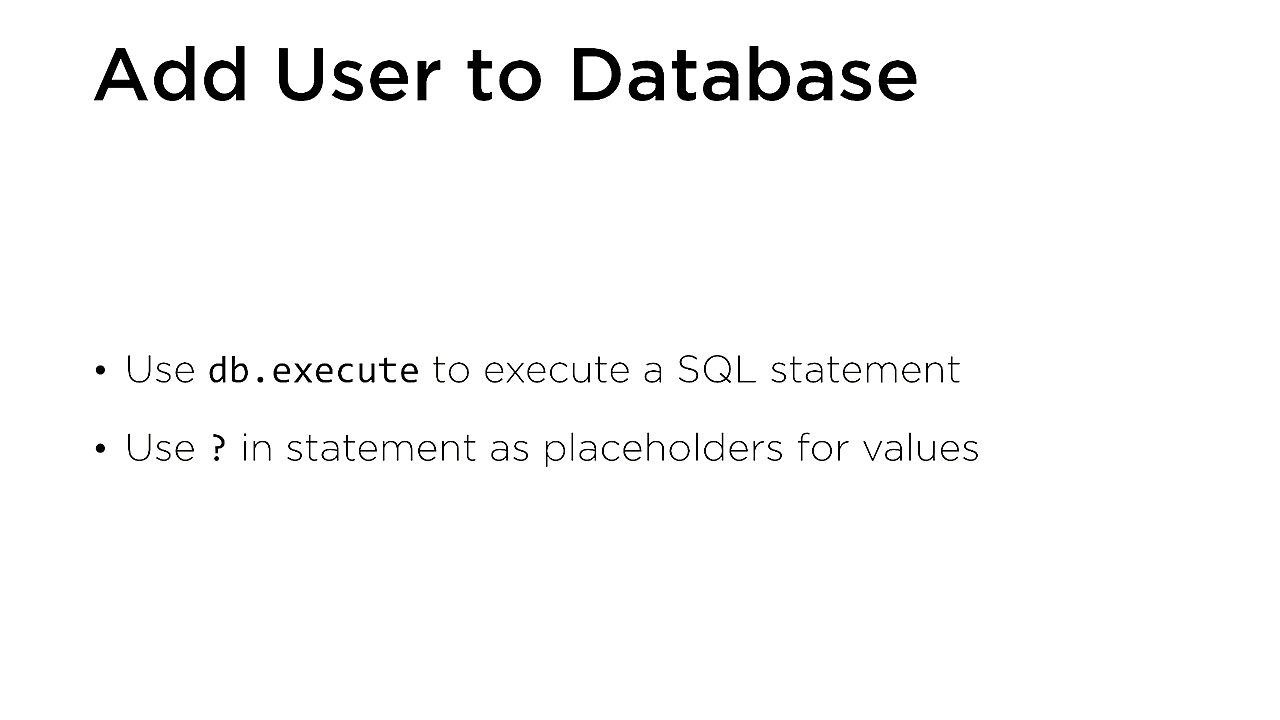 Add User to Database
• Use db.execute to execute a SQL statement
• Use ? in statement as placeholders for values